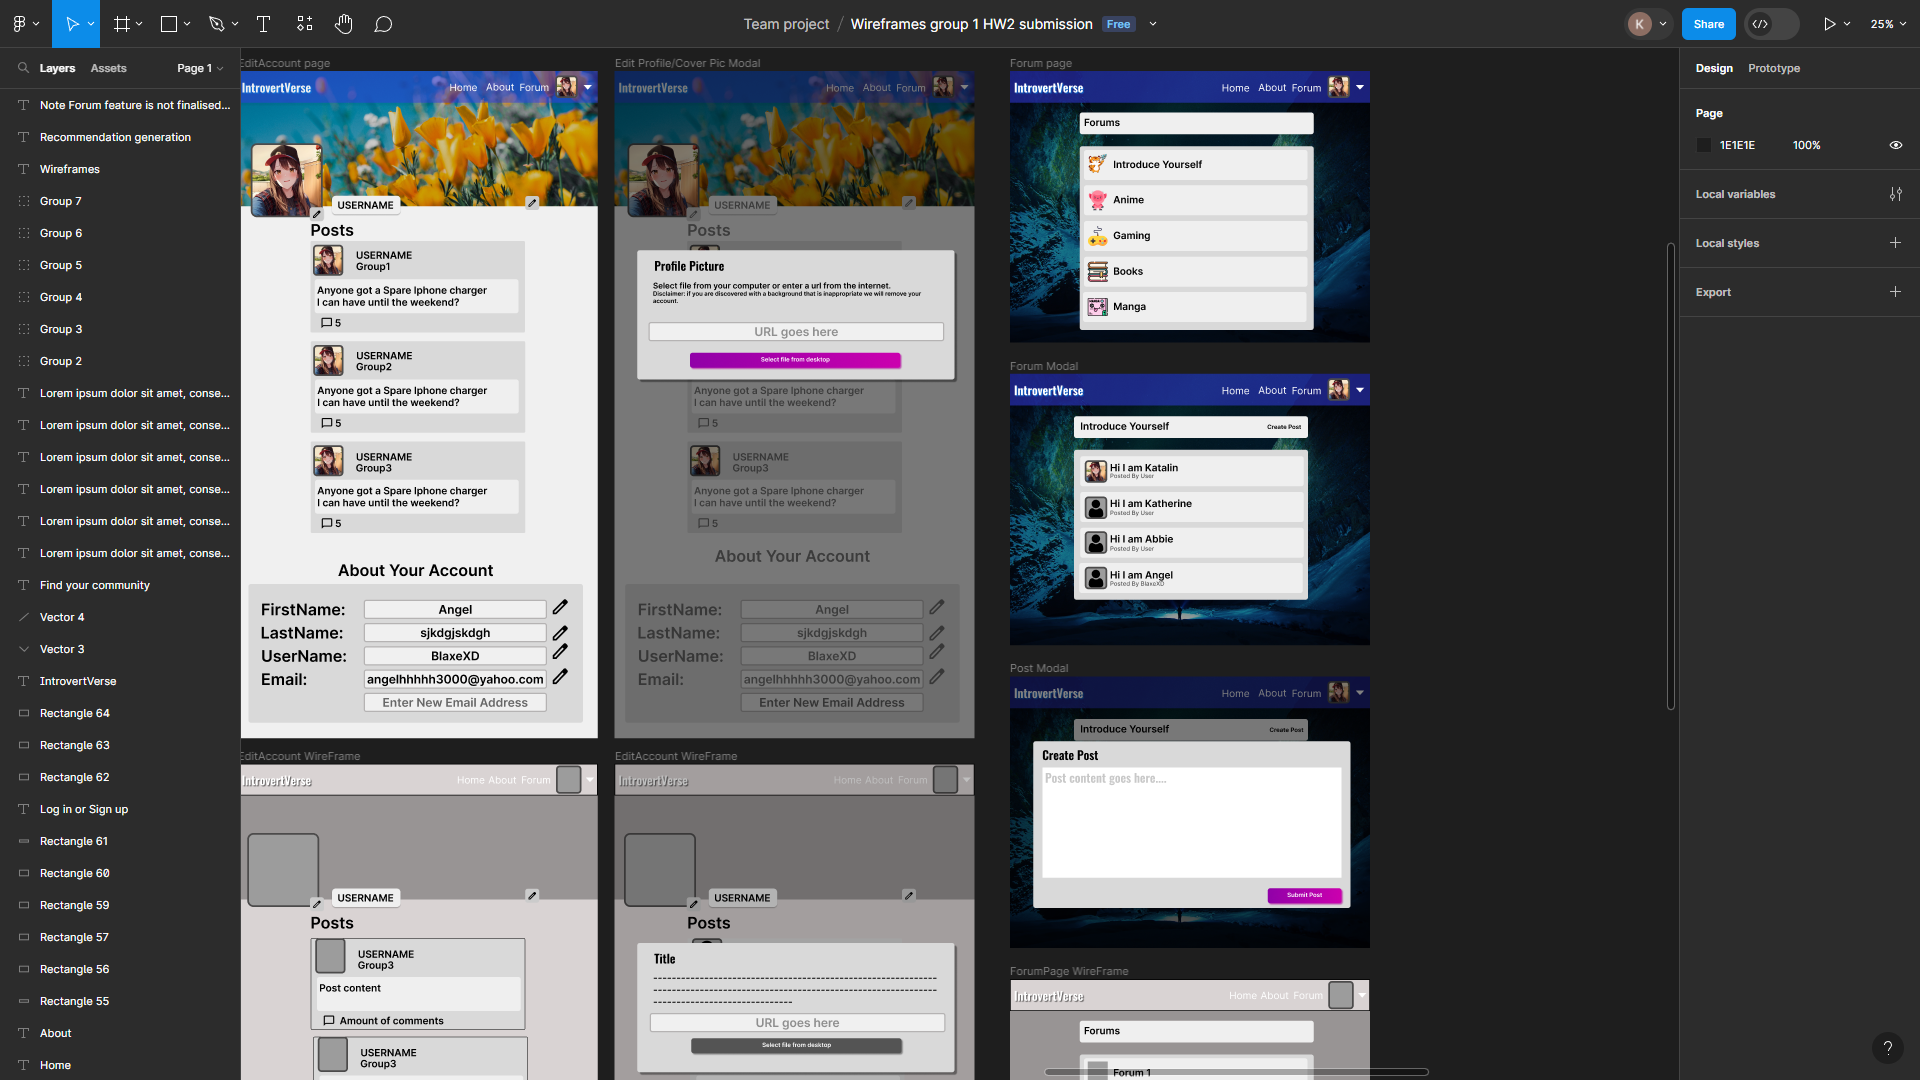 Team project / Wireframes group 1 HW2 submission Free
K Share 25%
Layers Assets Page 1
Note Forum feature is not finalised...
Recommendation generation
Wireframes
Group 7
Group 6
Group 5
Group 4
Group 3
Group 2
Lorem ipsum dolor sit amet, conse...
Lorem ipsum dolor sit amet, conse...
Lorem ipsum dolor sit amet, conse...
Lorem ipsum dolor sit amet, conse...
Lorem ipsum dolor sit amet, conse...
Lorem ipsum dolor sit amet, conse...
Find your community
Vector 4
Vector 3
IntrovertVerse
Rectangle 64
Rectangle 63
Rectangle 62
Log in or Sign up
Rectangle 61
Rectangle 60
Rectangle 59
Rectangle 57
Rectangle 56
Rectangle 55
About
Home
EditAccount page
IntrovertVerse Home About Forum
USERNAME
Posts
USERNAME
Group1
Anyone got a Spare Iphone charger
I can have until the weekend?
5
USERNAME
Group2
Anyone got a Spare Iphone charger
I can have until the weekend?
5
USERNAME
Group3
Anyone got a Spare Iphone charger
I can have until the weekend?
5
About Your Account
FirstName: Angel
LastName: sjkdgjskdgh
UserName: BlaxeXD
Email: angelhhhhh3000@yahoo.com
Enter New Email Address
EditAccount WireFrame
IntrovertVerse Home About Forum
USERNAME
Posts
USERNAME
Group3
Post content
Amount of comments
USERNAME
Group3
Edit Profile/Cover Pic Modal
IntrovertVerse Home About Forum
USERNAME
Posts
Profile Picture
Select file from your computer or enter a url from the internet.
Disclaimer: if you are discovered with a background that is inappropriate we will remove your
account.
URL goes here
Select file from desktop
Anyone got a Spare Iphone charger
I can have until the weekend?
5
USERNAME
Group3
Anyone got a Spare Iphone charger
I can have until the weekend?
5
About Your Account
FirstName: Angel
LastName: sjkdgjskdgh
UserName: BlaxeXD
Email: angelhhhhh3000@yahoo.com
Enter New Email Address
EditAccount WireFrame
IntrovertVerse Home About Forum
USERNAME
Posts
Title
URL goes here
Select file from desktop
Forum page
IntrovertVerse Home About Forum
Forums
Introduce Yourself
Anime
Gaming
Books
Manga
Forum Modal
IntrovertVerse Home About Forum
Introduce Yourself Create Post
Hi I am Katalin
Posted By User
Hi I am Katherine
Posted By User
Hi I am Abbie
Posted By User
Hi I am Angel
Posted By BlaxeXD
Post Modal
IntrovertVerse Home About Forum
Introduce Yourself Create Post
Create Post
Post content goes here....
Submit Post
ForumPage WireFrame
IntrovertVerse Home About Forum
Forums
Forum 1
Design Prototype
Page
1E1E1E 100%
Local variables
Local styles
Export
?